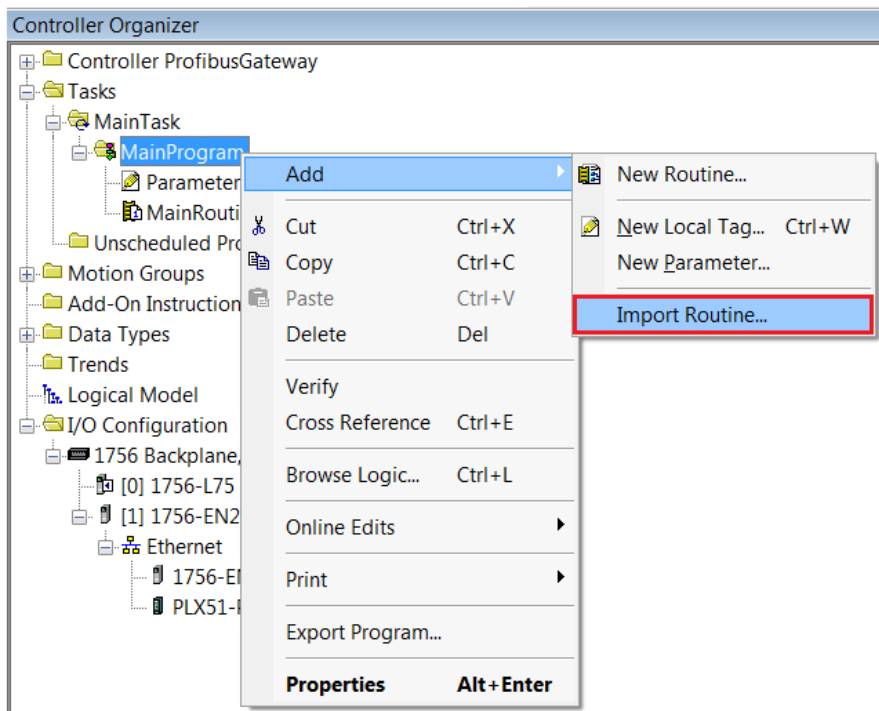 Controller Organizer
Controller ProfibusGateway
Tasks
MainTask
MainProgram
Parameter
MainRouti
Unscheduled Pro
Motion Groups
Add-On Instruction
Data Types
Trends
Logical Model
I/O Configuration
1756 Backplane,
[0] 1756-L75
[1] 1756-EN2
Ethernet
1756-EN
PLX51-
Add
Cut Ctrl+X
Copy Ctrl+C
Paste Ctrl+V
Delete Del
Verify
Cross Reference Ctrl+E
Browse Logic... Ctrl+L
Online Edits
Print
Export Program...
Properties Alt+Enter
New Routine...
New Local Tag... Ctrl+W
New Parameter...
Import Routine...